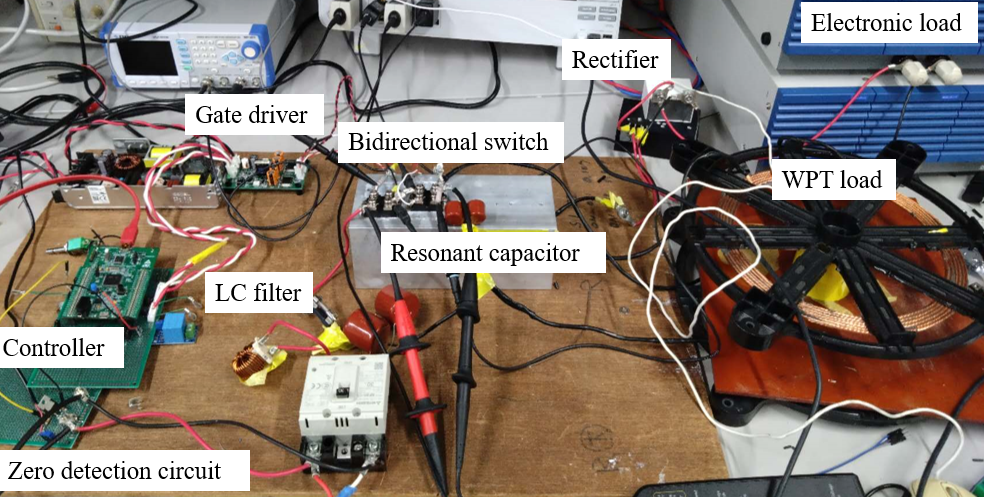 Electronic load
Rectifier
Gate driver
Bidirectional switch
WPT load
Resonant capacitor
LC filter
Controller
Zero detection circuit